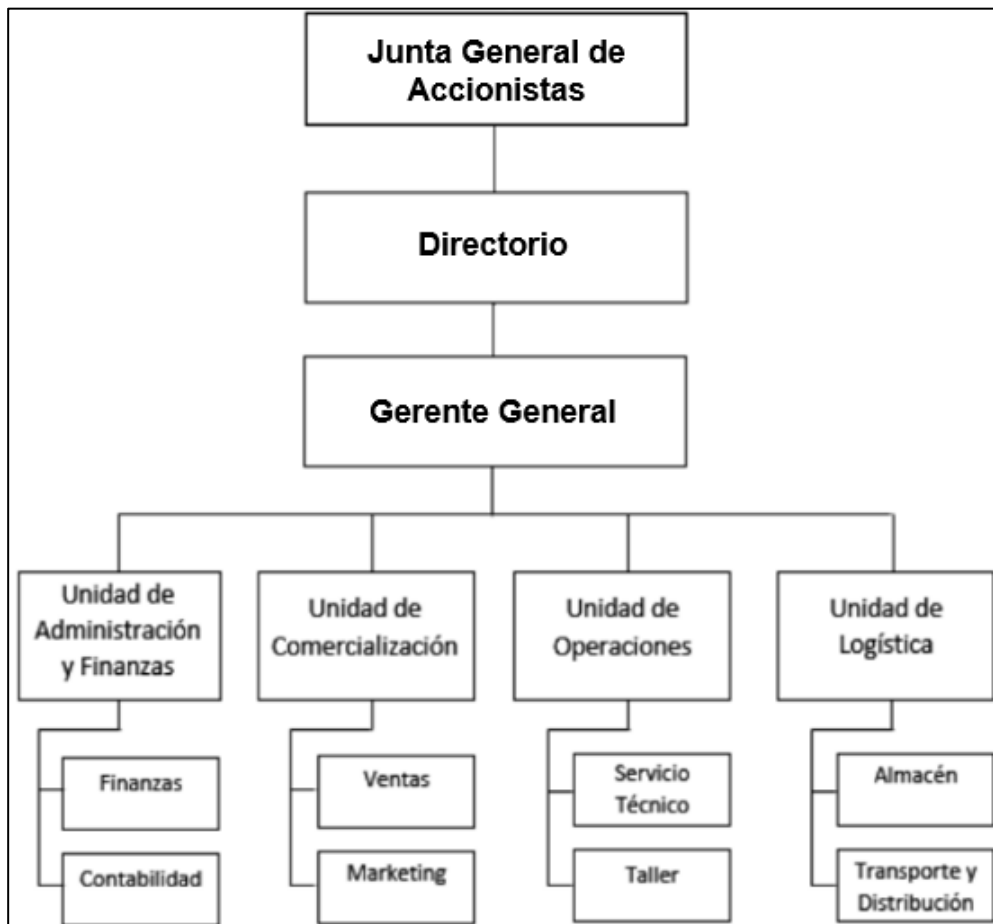 Junta General de
Accionistas
Directorio
Gerente General
Unidad de
Administración
y Finanzas
Unidad de
Comercialización
Unidad de
Operaciones
Unidad de
Logística
Finanzas
Ventas
Servicio
Técnico
Almacén
Contabilidad
Marketing
Taller
Transporte y
Distribución